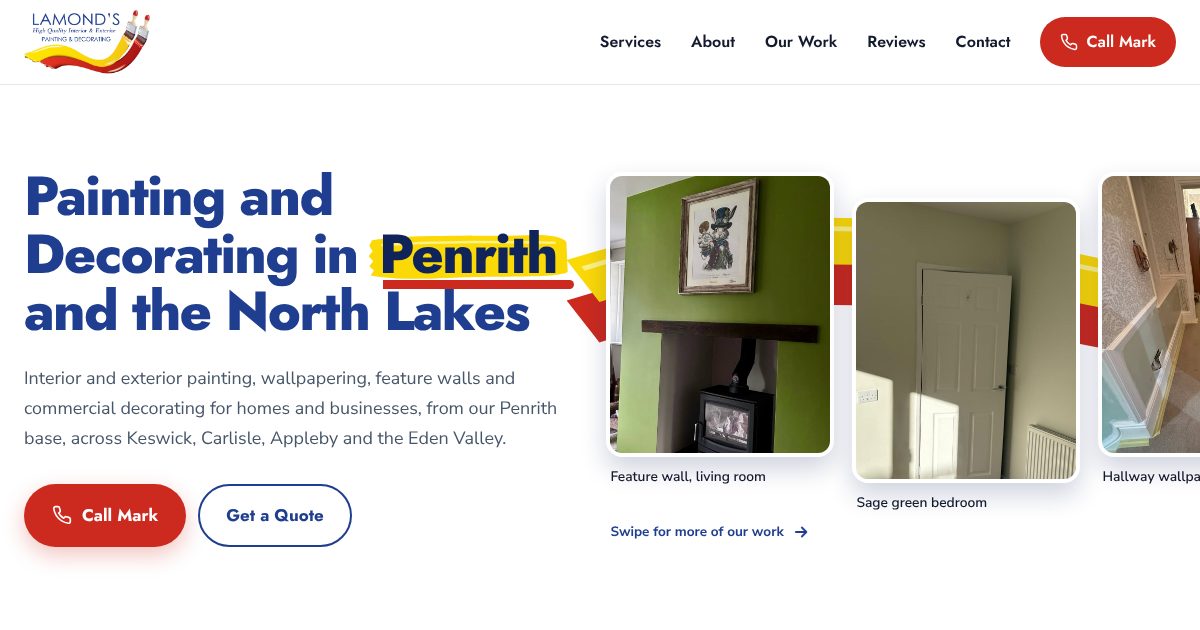 LAMOND'S
High Quality Interior & Exterior
PAINTING & DECORATING
Services
About
Our Work
Reviews
Contact
Call Mark
Painting and
Decorating in Penrith
and the North Lakes
Interior and exterior painting, wallpapering, feature walls and
commercial decorating for homes and businesses, from our Penrith
base, across Keswick, Carlisle, Appleby and the Eden Valley.
Call Mark
Get a Quote
Feature wall, living room
Sage green bedroom
Hallway wallpa
Swipe for more of our work